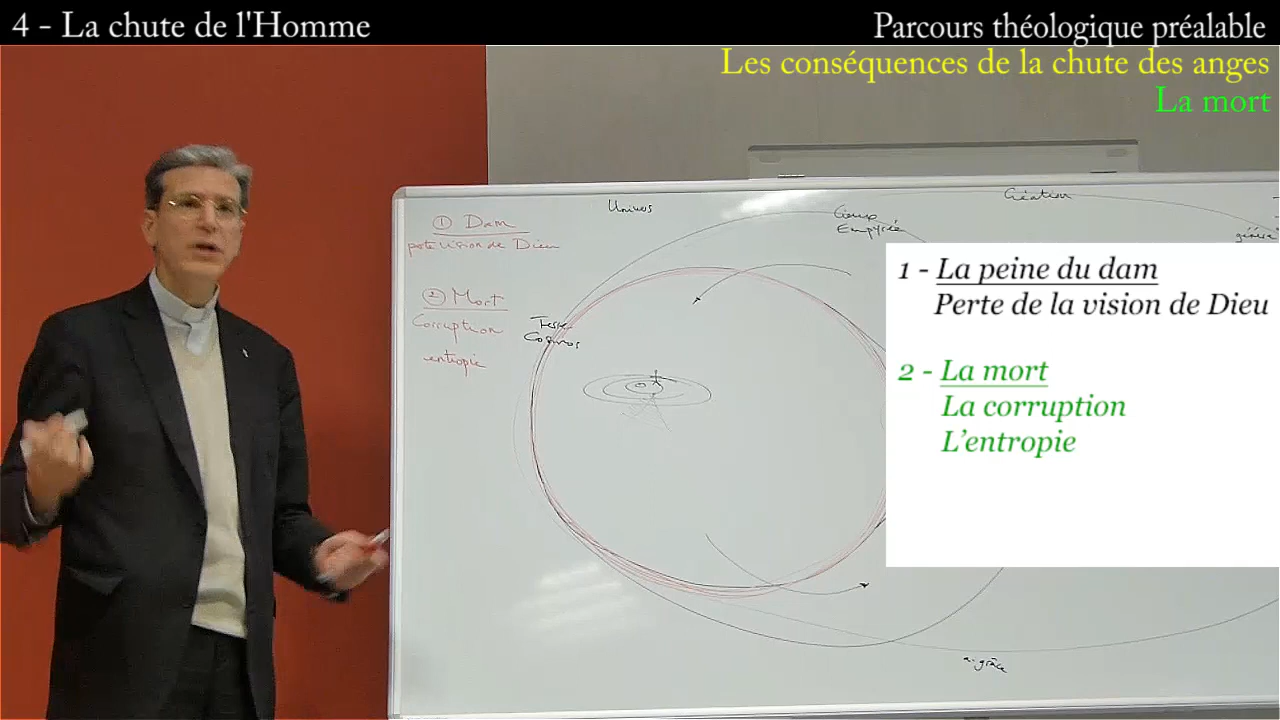 4 - La chute de l'Homme
Parcours théologique préalable
Les conséquences de la chute des anges
La mort
① Dam
perte vision de Dieu
② Mort
Corruption
entropie
Univers
Cieux
Empyrée
Création
Terre
Cosmos
1 - La peine du dam
Perte de la vision de Dieu
2 - La mort
La corruption
L’entropie